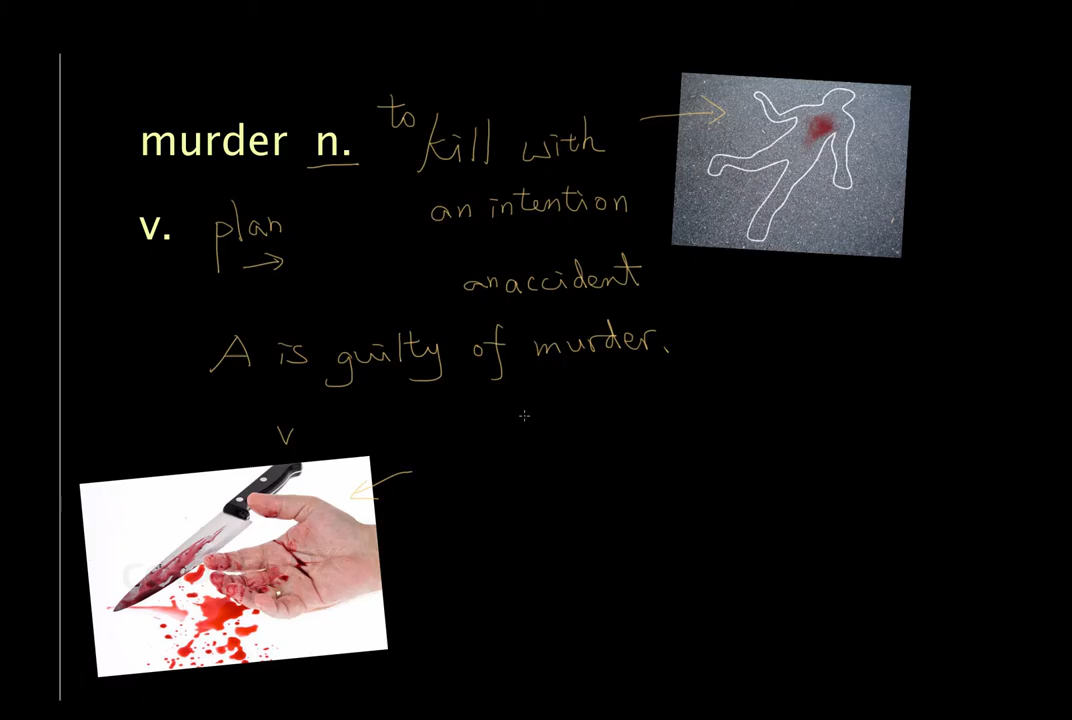 murder n. to kill with
an intention
v. plan
an accident
A is guilty of murder.
v